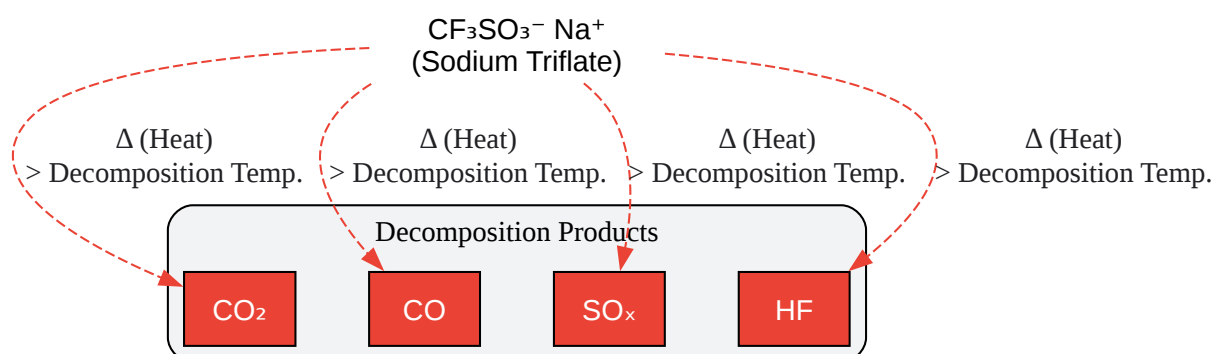 CF₃SO₃⁻ Na⁺
(Sodium Triflate)
Δ (Heat)
> Decomposition Temp.
Δ (Heat)
> Decomposition Temp.
Δ (Heat)
> Decomposition Temp.
Δ (Heat)
> Decomposition Temp.
Decomposition Products
CO₂
CO
SOₓ
HF